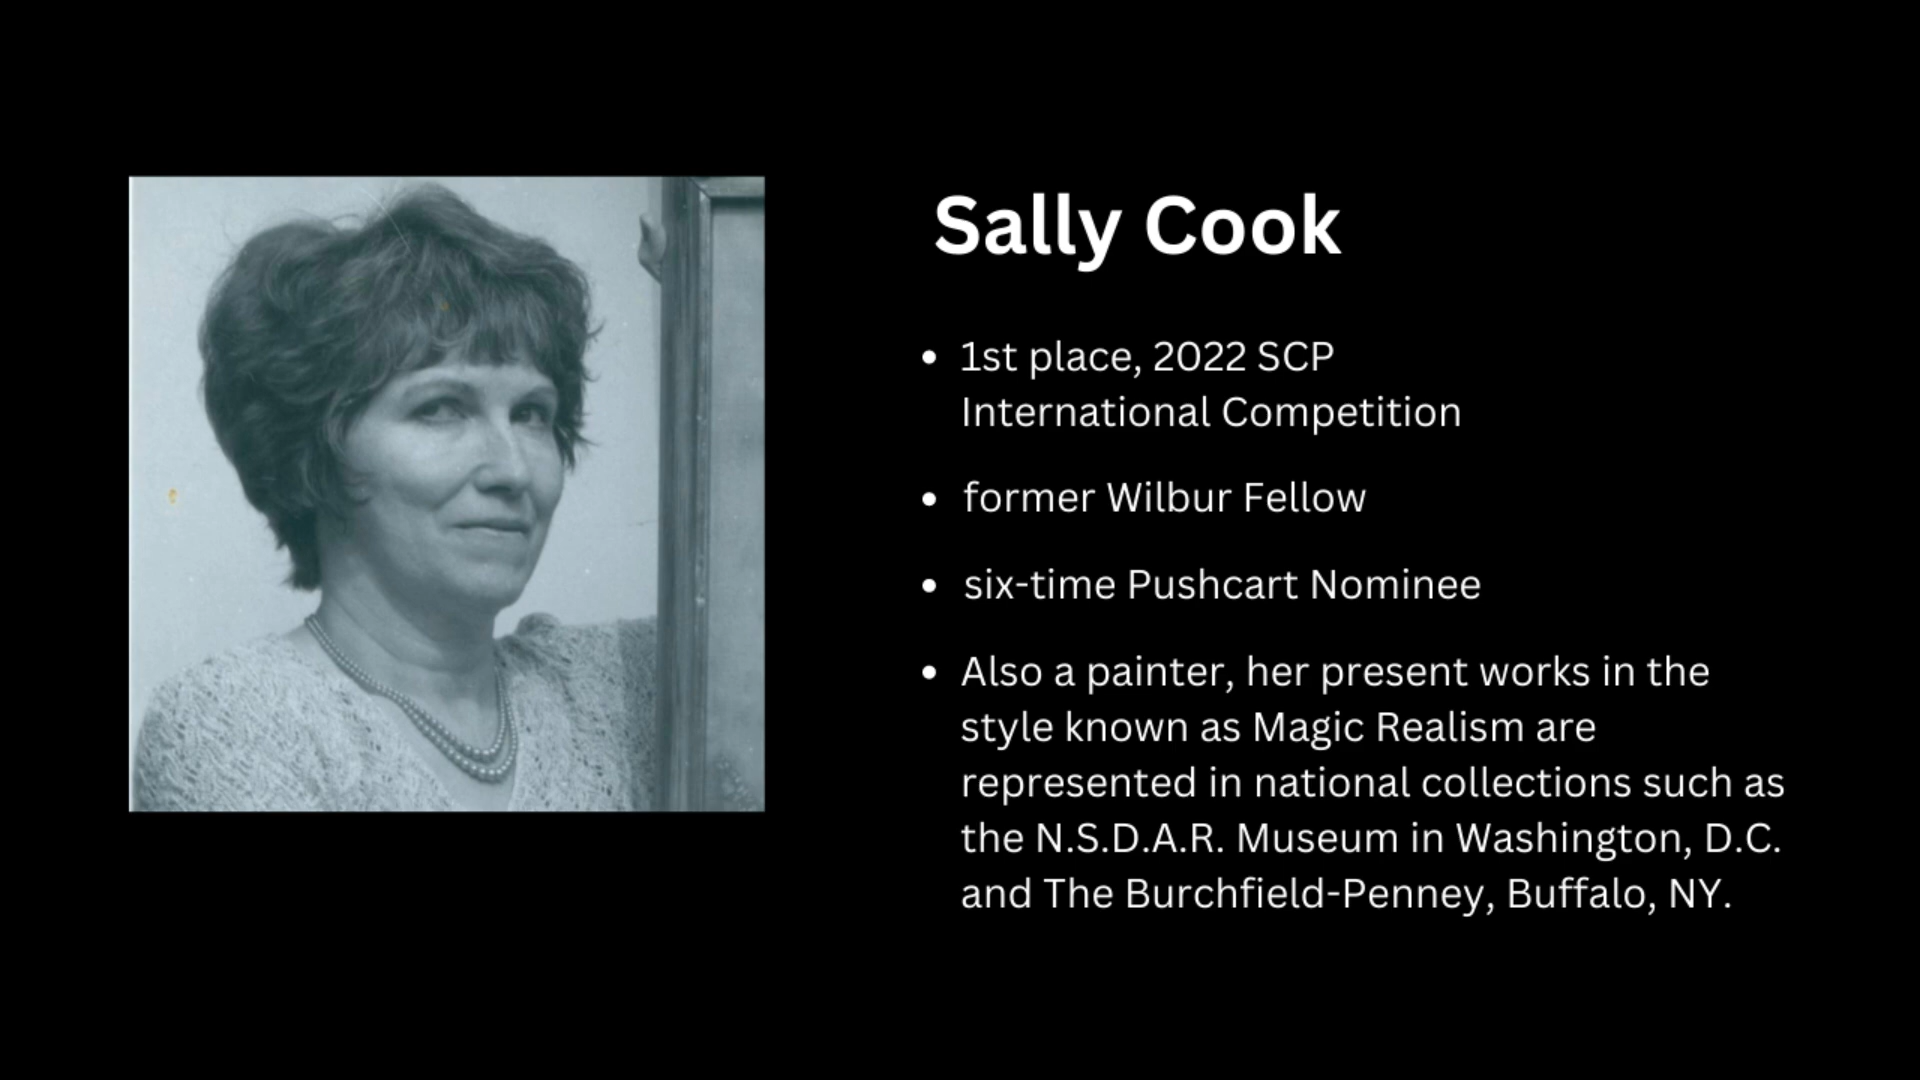 Sally Cook
• 1st place, 2022 SCP
International Competition
• former Wilbur Fellow
• six-time Pushcart Nominee
• Also a painter, her present works in the
style known as Magic Realism are
represented in national collections such as
the N.S.D.A.R. Museum in Washington, D.C.
and The Burchfield-Penney, Buffalo, NY.